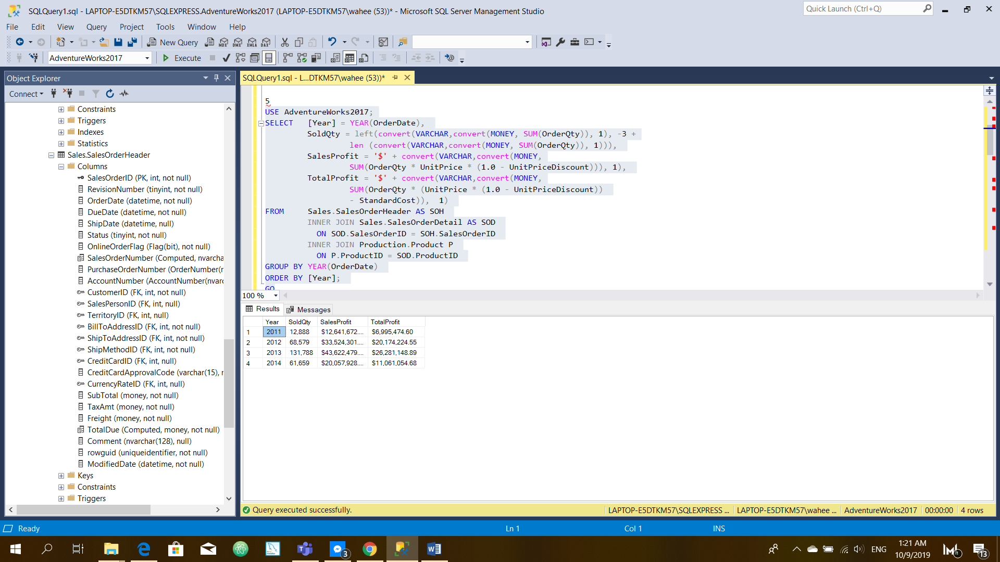 SQLQuery1.sql - LAPTOP-E5DTKM57\SQLEXPRESS.AdventureWorks2017 (LAPTOP-E5DTKM57\wahee (53))* - Microsoft SQL Server Management Studio
Quick Launch (Ctrl+Q)
File Edit View Query Project Tools Window Help
New Query MDX DMX XMLA DAX
AdventureWorks2017 Execute
Object Explorer
Connect
Constraints
Triggers
Indexes
Statistics
Sales.SalesOrderHeader
Columns
SalesOrderID (PK, int, not null)
RevisionNumber (tinyint, not null)
OrderDate (datetime, not null)
DueDate (datetime, not null)
ShipDate (datetime, null)
Status (tinyint, not null)
OnlineOrderFlag (Flag(bit), not null)
SalesOrderNumber (Computed, nvarcha
PurchaseOrderNumber (OrderNumber(n
AccountNumber (AccountNumber(nvarc
CustomerID (FK, int, not null)
SalesPersonID (FK, int, null)
TerritoryID (FK, int, null)
BillToAddressID (FK, int, not null)
ShipToAddressID (FK, int, not null)
ShipMethodID (FK, int, not null)
CreditCardID (FK, int, null)
CreditCardApprovalCode (varchar(15), r
CurrencyRateID (FK, int, null)
SubTotal (money, not null)
TaxAmt (money, not null)
Freight (money, not null)
TotalDue (Computed, money, not null)
Comment (nvarchar(128), null)
rowguid (uniqueidentifier, not null)
ModifiedDate (datetime, not null)
Keys
Constraints
Triggers
SQLQuery1.sql - L...DTKM57\wahee (53))*
5
USE AdventureWorks2017;
SELECT [Year] = YEAR(OrderDate),
SoldQty = left(convert(VARCHAR,convert(MONEY, SUM(OrderQty)), 1), -3 +
len (convert(VARCHAR,convert(MONEY, SUM(OrderQty)), 1))),
SalesProfit = '$' + convert(VARCHAR,convert(MONEY,
SUM(OrderQty * UnitPrice * (1.0 - UnitPriceDiscount))), 1),
TotalProfit = '$' + convert(VARCHAR,convert(MONEY,
SUM(OrderQty * (UnitPrice * (1.0 - UnitPriceDiscount))
- StandardCost)), 1)
FROM Sales.SalesOrderHeader AS SOH
INNER JOIN Sales.SalesOrderDetail AS SOD
ON SOD.SalesOrderID = SOH.SalesOrderID
INNER JOIN Production.Product P
ON P.ProductID = SOD.ProductID
GROUP BY YEAR(OrderDate)
ORDER BY [Year];
GO
100 %
Results Messages
Year SoldQty SalesProfit TotalProfit
1 2011 12,888 $12,641,672.... $6,995,474.60
2 2012 68,579 $33,524,301.... $20,174,224.55
3 2013 131,788 $43,622,479.... $26,281,148.89
4 2014 61,659 $20,057,928.... $11,061,054.68
Query executed successfully. LAPTOP-E5DTKM57\SQLEXPRESS ... LAPTOP-E5DTKM57\wahee ... AdventureWorks2017 00:00:00 4 rows
Ready Ln 1 Col 1 INS
3
ENG
1:21 AM
10/9/2019
1
13